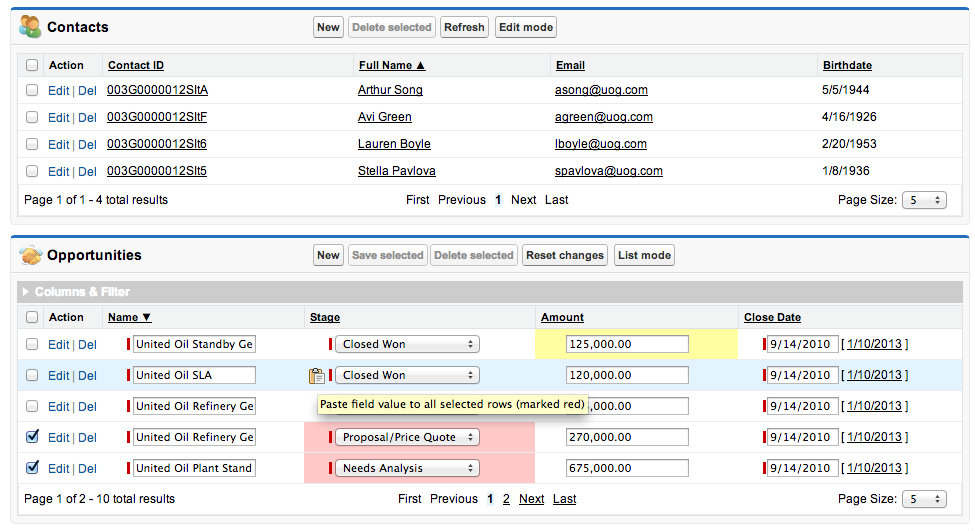 Contacts New Delete selected Refresh Edit mode
Action Contact ID Full Name ▲ Email Birthdate
Edit | Del 003G0000012SltA Arthur Song asong@uog.com 5/5/1944
Edit | Del 003G0000012SltF Avi Green agreen@uog.com 4/16/1926
Edit | Del 003G0000012Slt6 Lauren Boyle lboyle@uog.com 2/20/1953
Edit | Del 003G0000012Slt5 Stella Pavlova spavlova@uog.com 1/8/1936
Page 1 of 1 - 4 total results First Previous 1 Next Last Page Size: 5
Opportunities New Save selected Delete selected Reset changes List mode
Columns & Filter
Action Name ▼ Stage Amount Close Date
Edit | Del United Oil Standby Ge Closed Won 125,000.00 9/14/2010 [ 1/10/2013 ]
Edit | Del United Oil SLA Closed Won 120,000.00 9/14/2010 [ 1/10/2013 ]
Edit | Del United Oil Refinery Ge ,000.00 9/14/2010 [ 1/10/2013 ]
Paste field value to all selected rows (marked red)
Edit | Del United Oil Refinery Ge Proposal/Price Quote 270,000.00 9/14/2010 [ 1/10/2013 ]
Edit | Del United Oil Plant Stand Needs Analysis 675,000.00 9/14/2010 [ 1/10/2013 ]
Page 1 of 2 - 10 total results First Previous 1 2 Next Last Page Size: 5